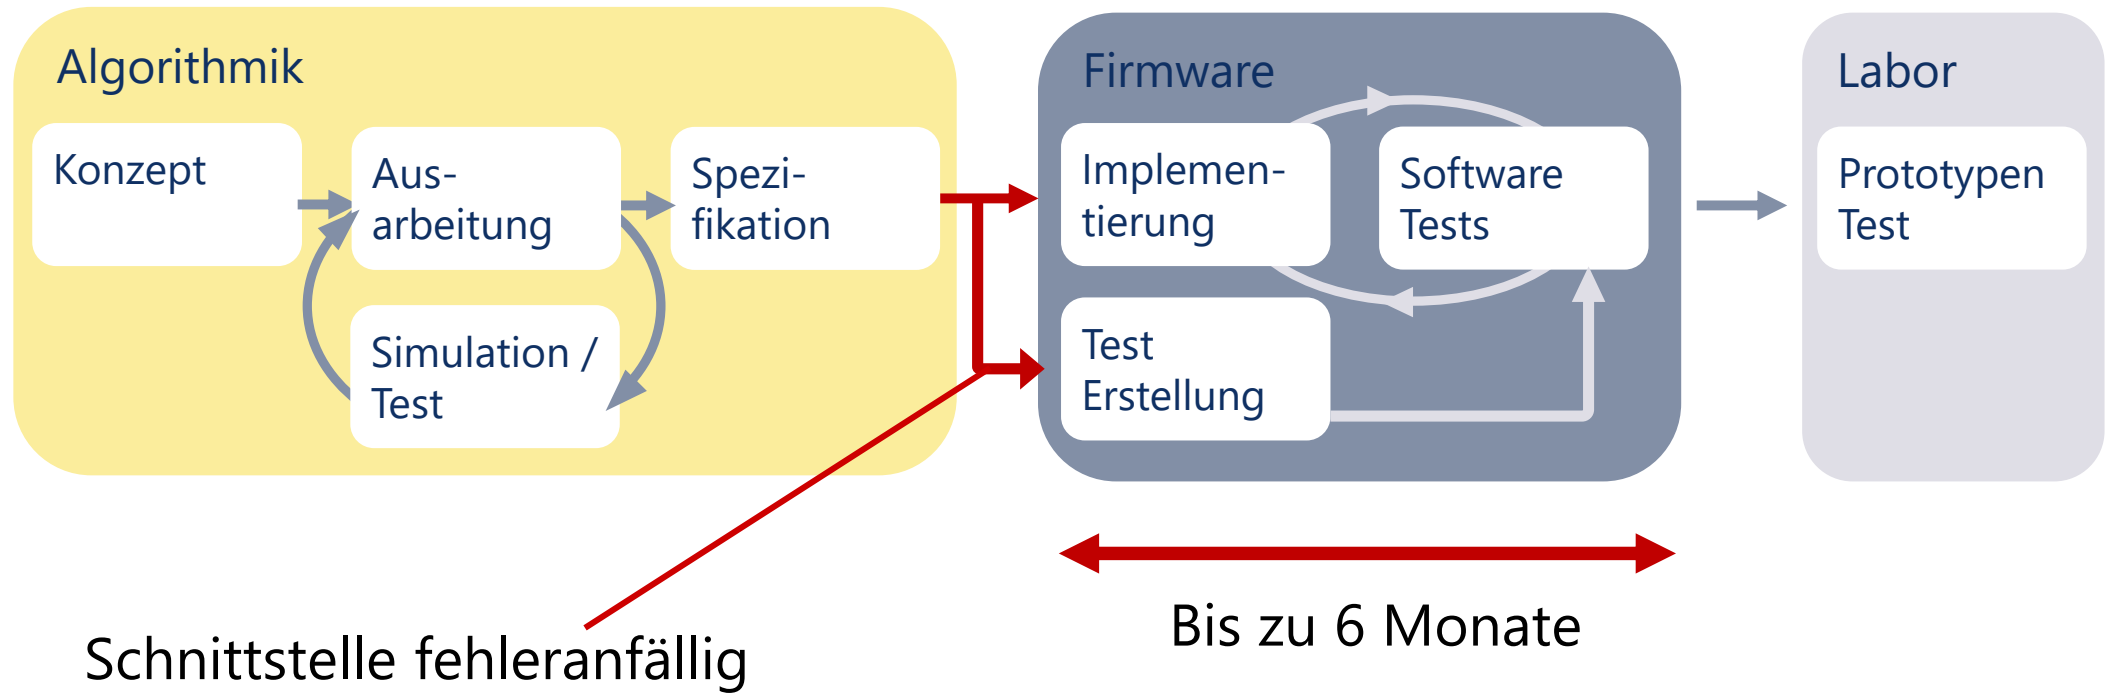 Algorithmik
Konzept
Aus-
arbeitung
Spezi-
fikation
Simulation /
Test
Firmware
Implemen-
tierung
Software
Tests
Test
Erstellung
Labor
Prototypen
Test
Schnittstelle fehleranfällig
Bis zu 6 Monate